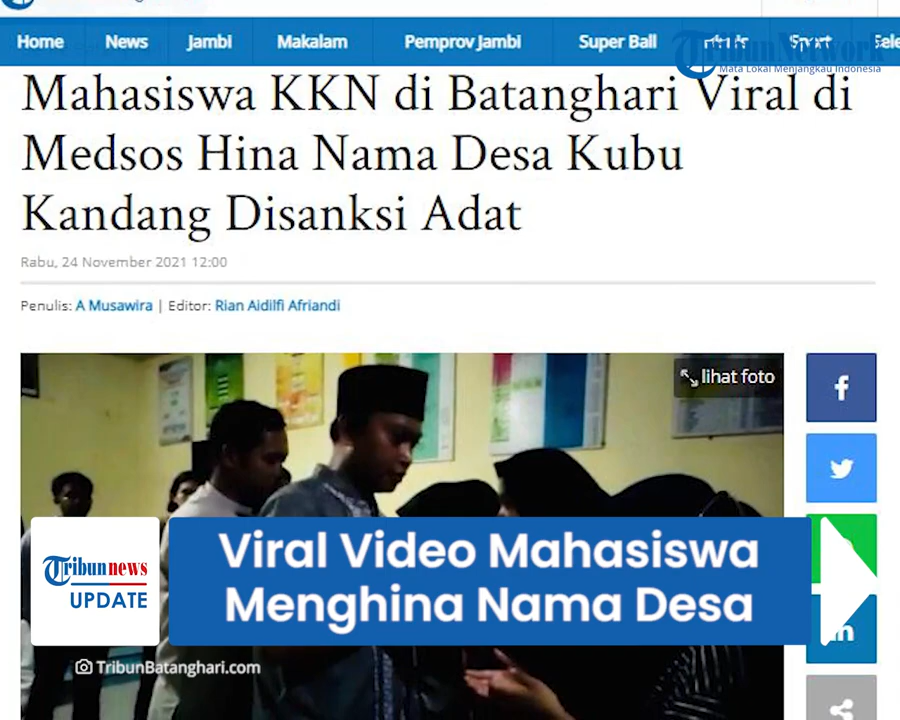 Home News Jambi Makalam Pemprov Jambi Super Ball Sport
TribunNetwork
Mata Lokal Menjangkau Indonesia
Mahasiswa KKN di Batanghari Viral di
Medsos Hina Nama Desa Kubu
Kandang Disanksi Adat
Rabu, 24 November 2021 12:00
Penulis: A Musawira | Editor: Rian Aidilfi Afriandi
lihat foto
Tribunnews
UPDATE
Viral Video Mahasiswa
Menghina Nama Desa
TribunBatanghari.com